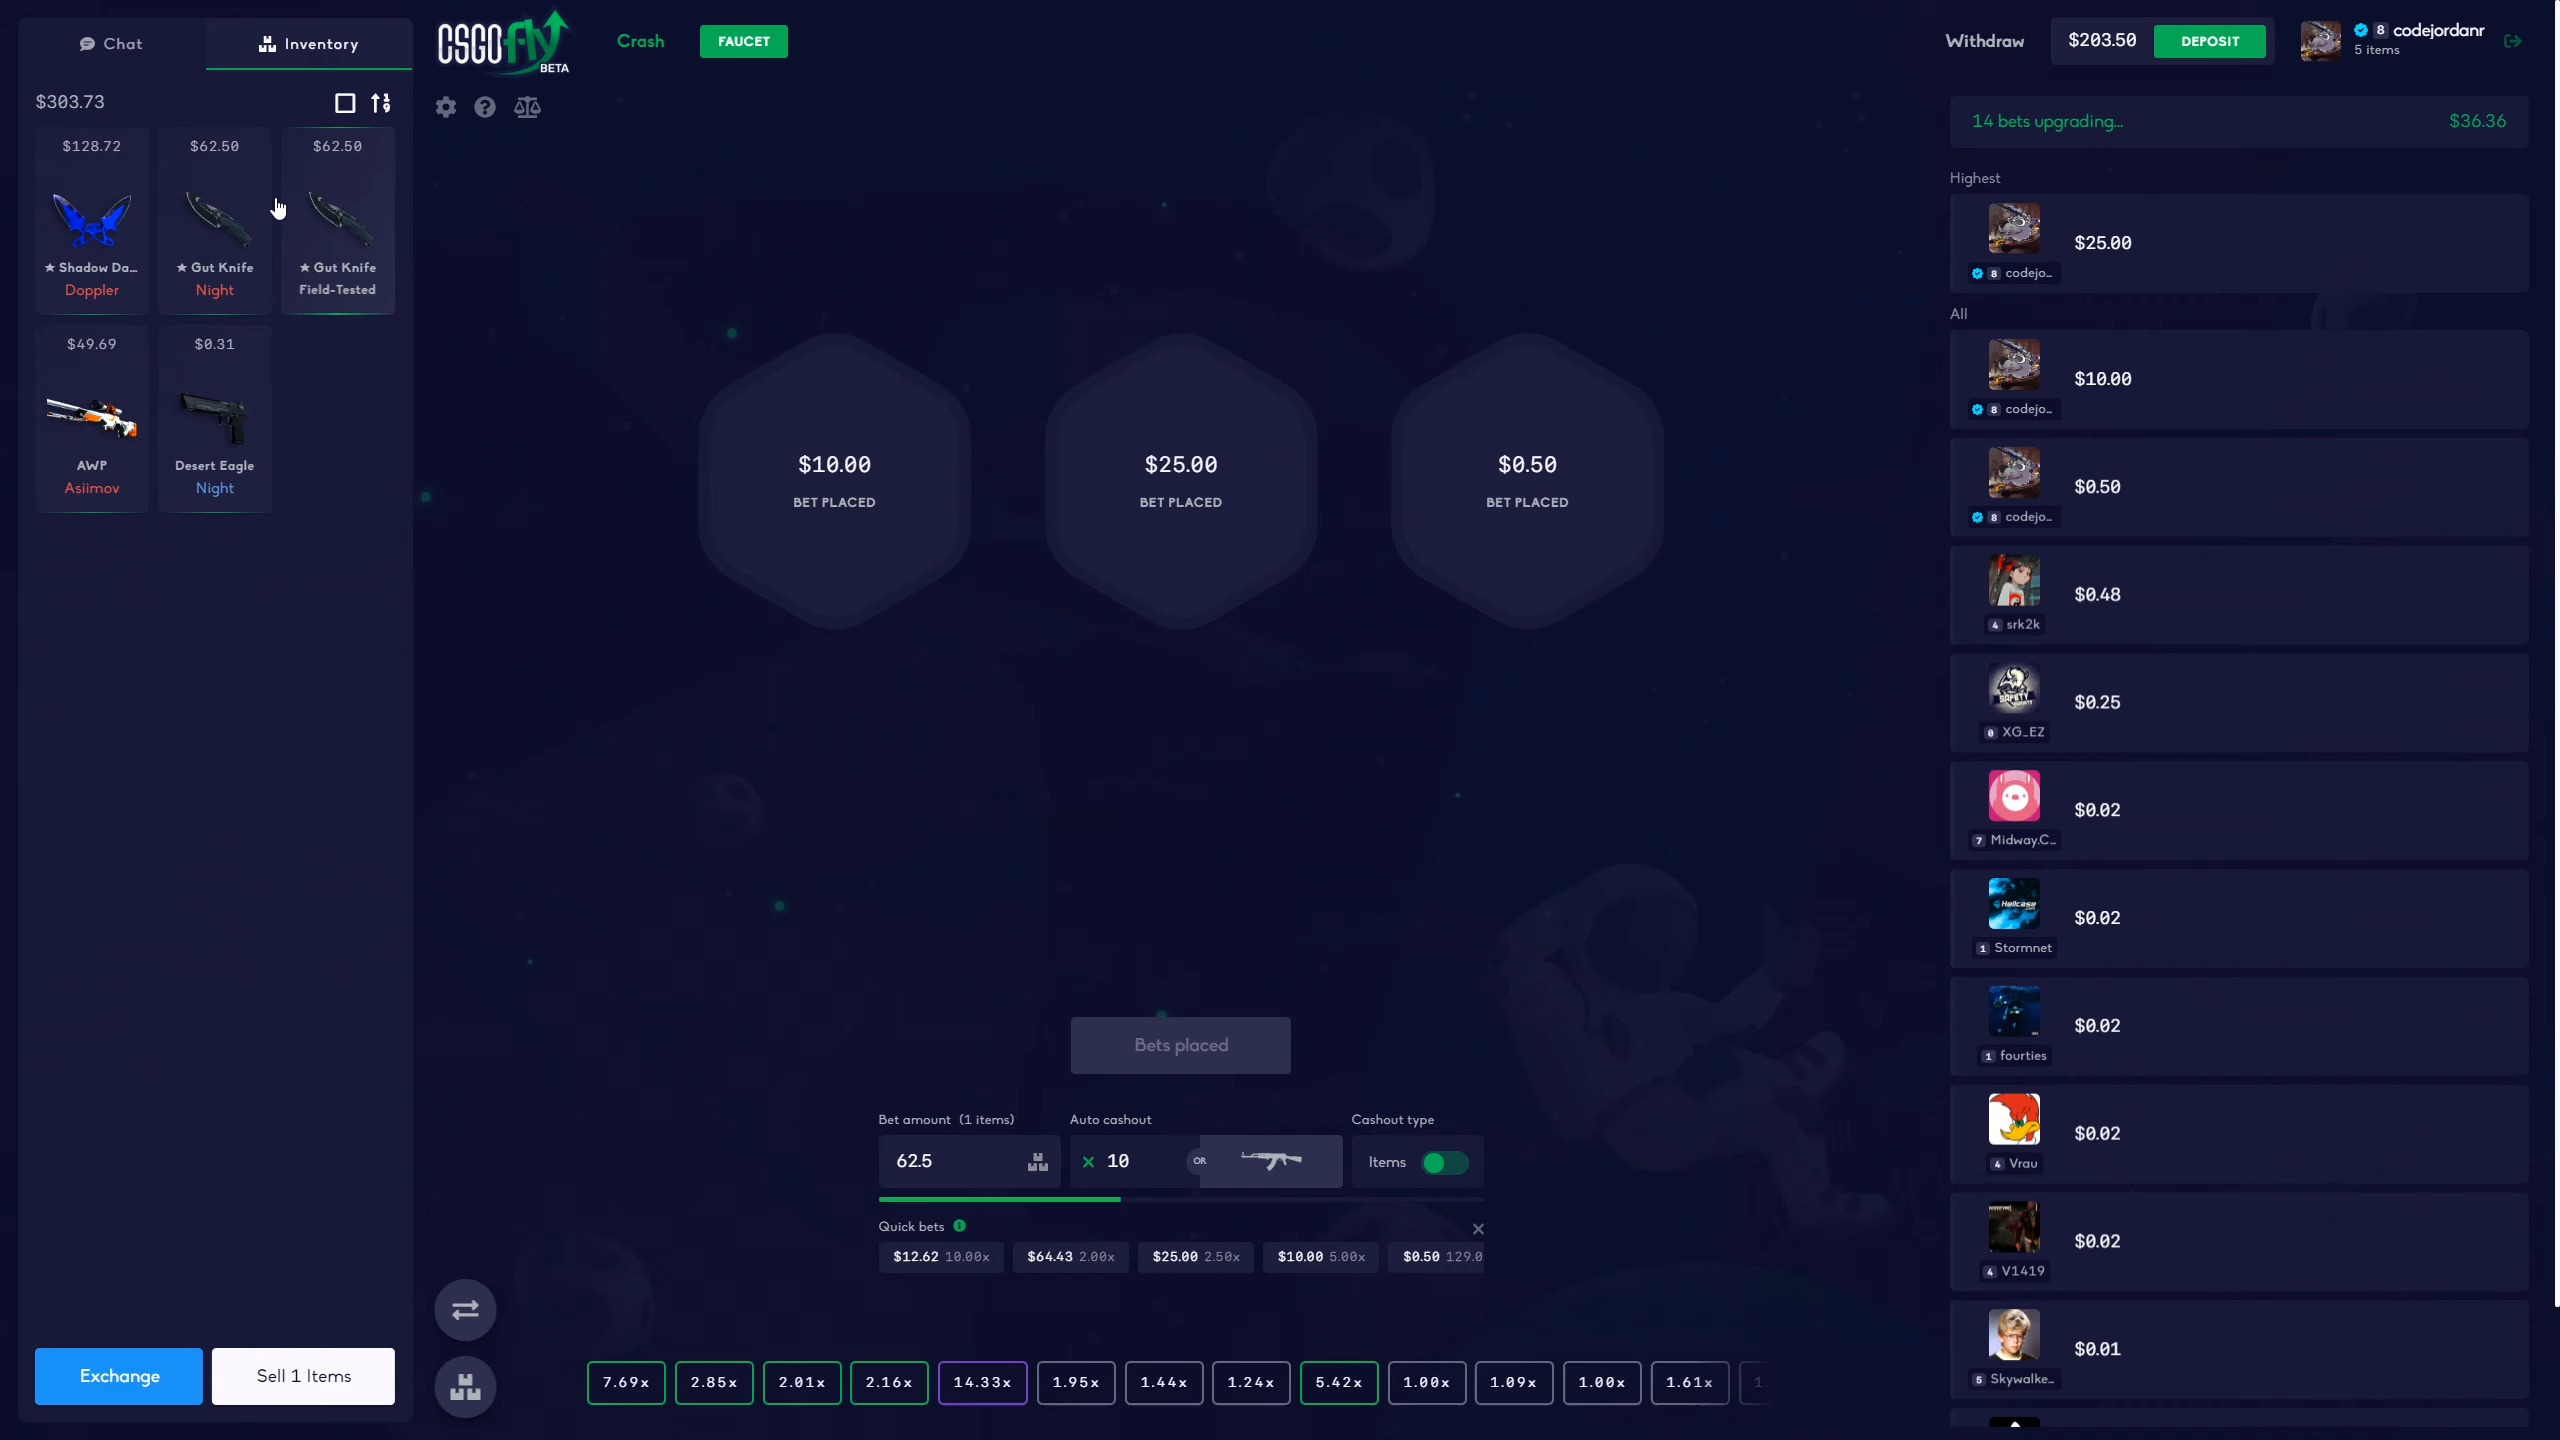 Chat
Inventory
$303.73
$128.72
★ Shadow Da...
Doppler
$62.50
★ Gut Knife
Night
$62.50
★ Gut Knife
Field-Tested
$49.69
AWP
Asiimov
$0.31
Desert Eagle
Night
Exchange
Sell 1 Items
CSGOfly
BETA
Crash
FAUCET
Withdraw
$203.50
DEPOSIT
8 codejordanr
5 items
$10.00
BET PLACED
$25.00
BET PLACED
$0.50
BET PLACED
Bets placed
Bet amount (1 items)
62.5
Auto cashout
× 10
OR
Cashout type
Items
Quick bets
$12.62 10.00x
$64.43 2.00x
$25.00 2.50x
$10.00 5.00x
$0.50 129.0
7.69x
2.85x
2.01x
2.16x
14.33x
1.95x
1.44x
1.24x
5.42x
1.00x
1.09x
1.00x
1.61x
14 bets upgrading...
$36.36
Highest
8 codejo...
$25.00
All
8 codejo...
$10.00
8 codejo...
$0.50
4 srk2k
$0.48
0 XG_EZ
$0.25
7 Midway.C...
$0.02
Hellcase
1 Stormnet
$0.02
1 fourties
$0.02
4 Vrau
$0.02
4 V1419
$0.02
5 Skywalke...
$0.01